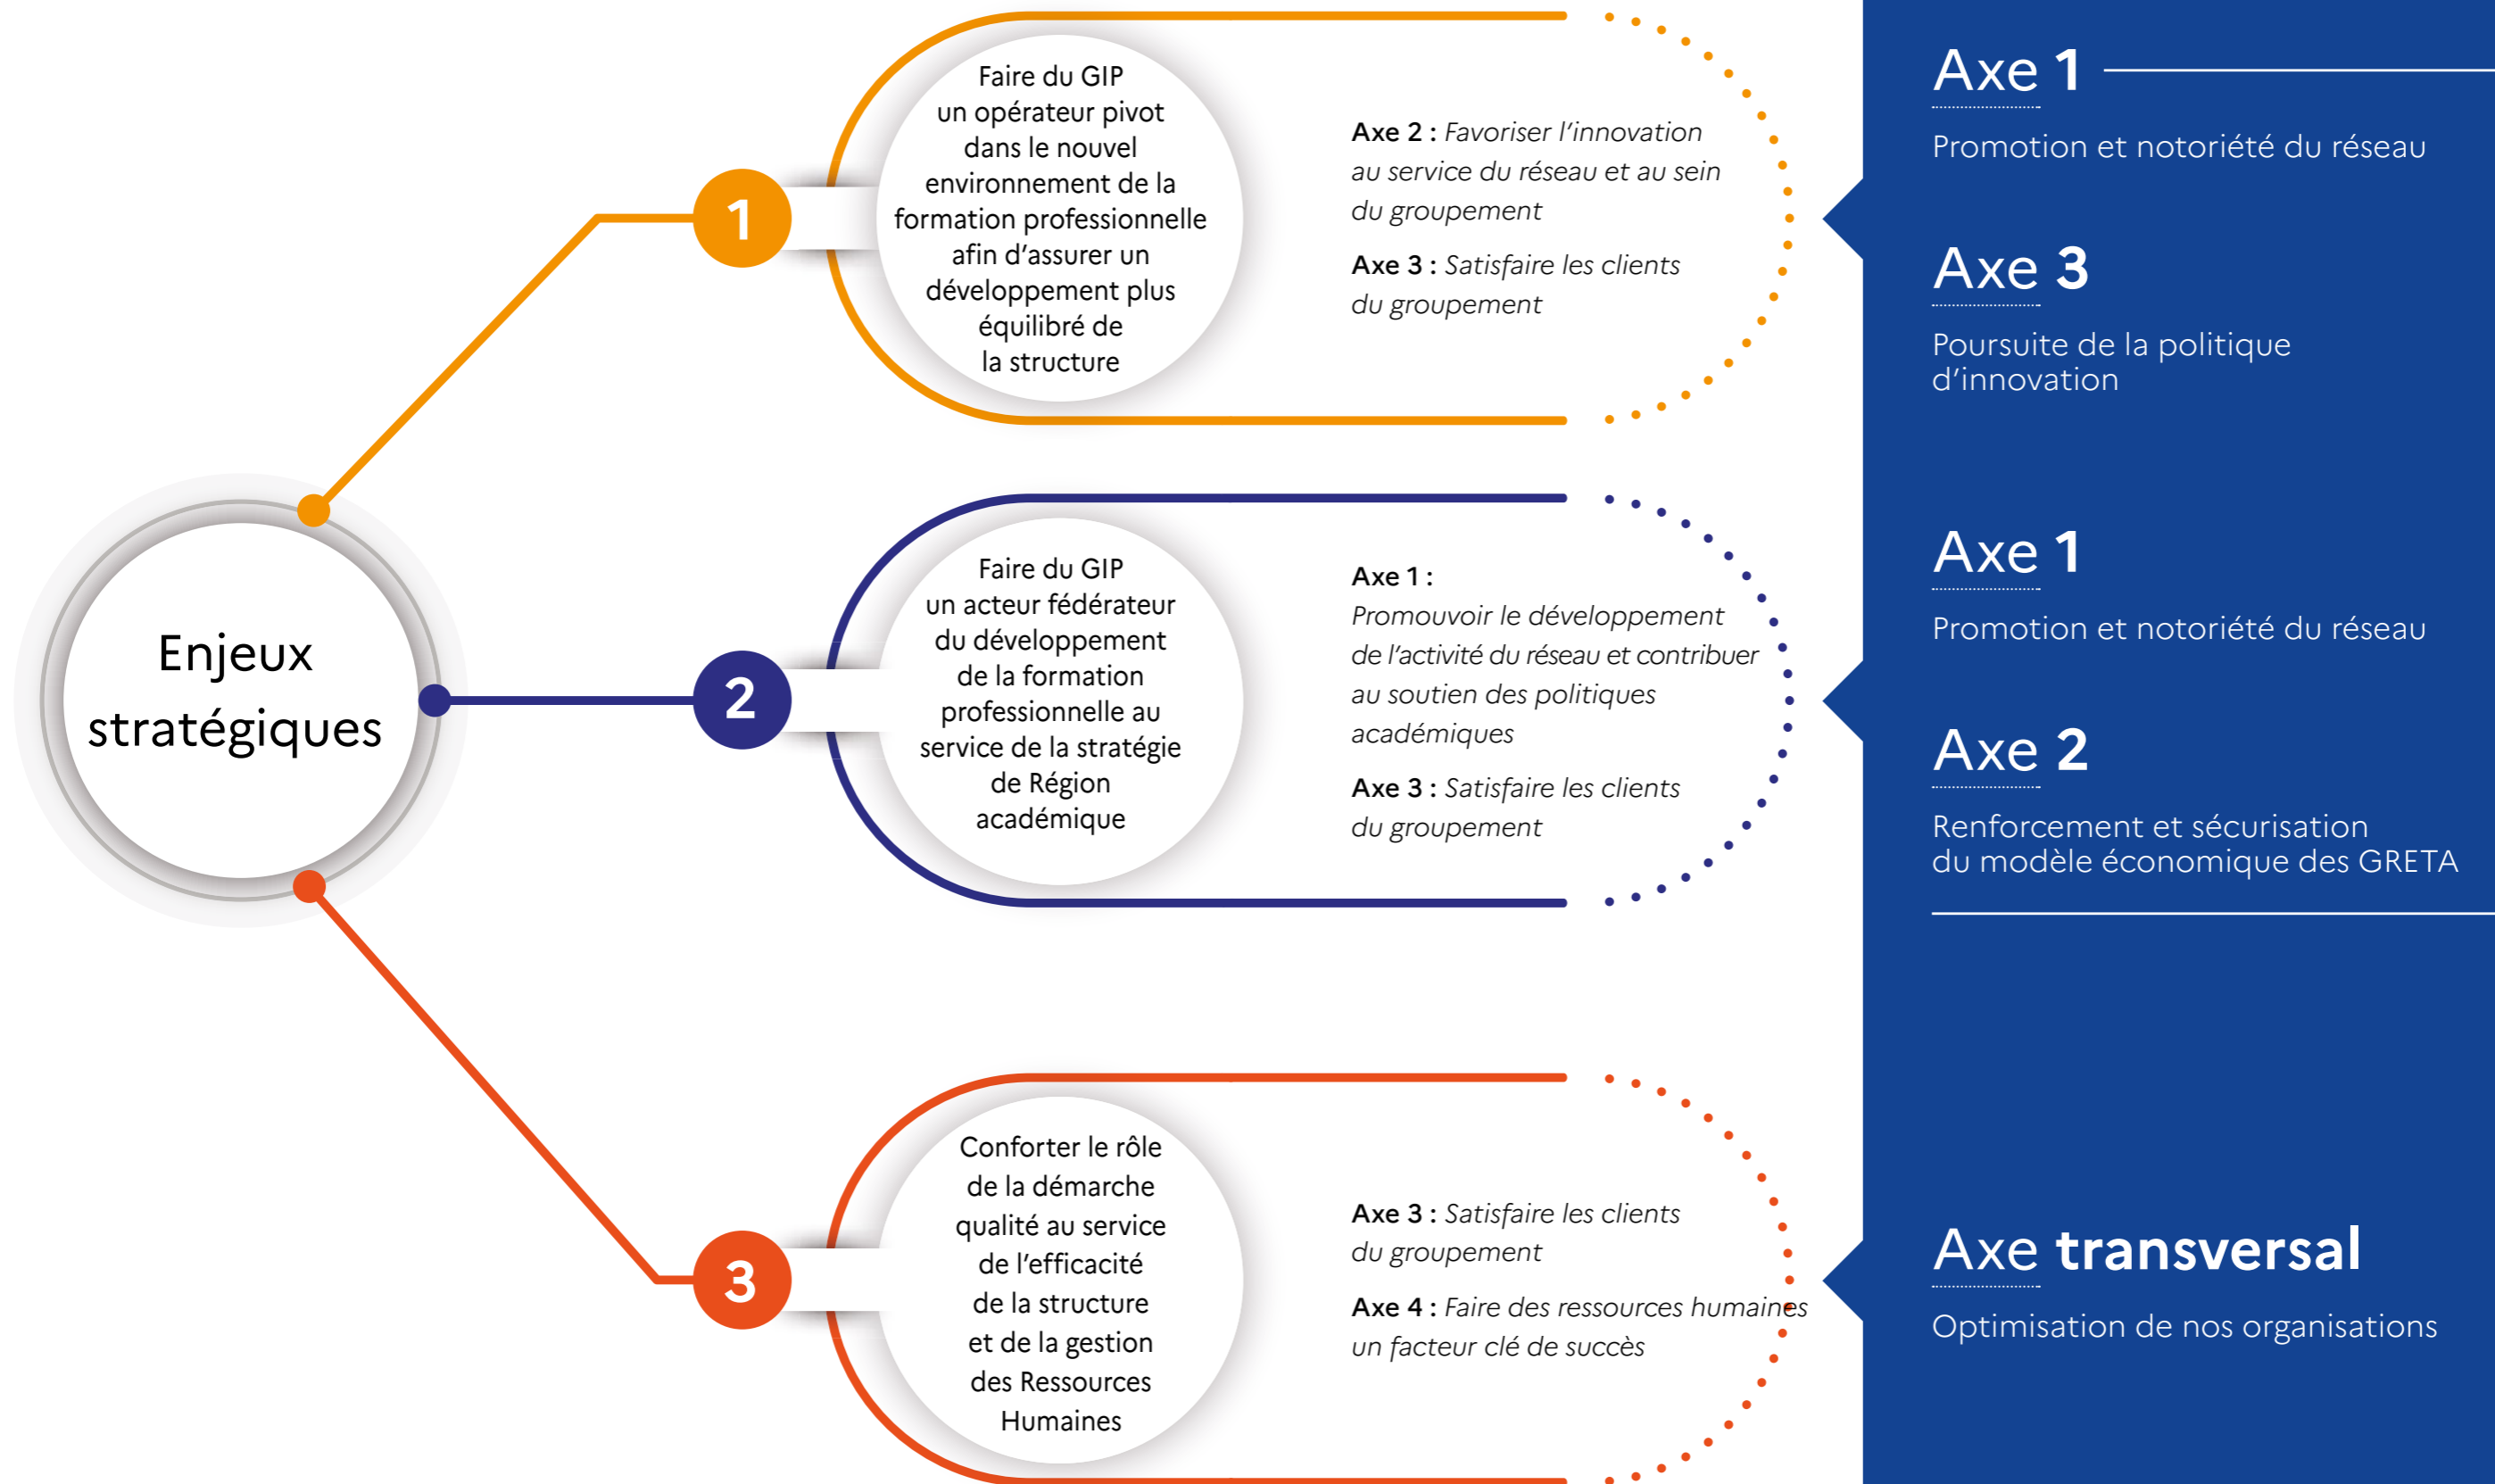 Enjeux
stratégiques
1
Faire du GIP
un opérateur pivot
dans le nouvel
environnement de la
formation professionnelle
afin d'assurer un
développement plus
équilibré de
la structure
Axe 2 : Favoriser l'innovation
au service du réseau et au sein
du groupement
Axe 3 : Satisfaire les clients
du groupement
Axe 1
Promotion et notoriété du réseau
Axe 3
Poursuite de la politique
d'innovation
2
Faire du GIP
un acteur fédérateur
du développement
de la formation
professionnelle au
service de la stratégie
de Région
académique
Axe 1 :
Promouvoir le développement
de l'activité du réseau et contribuer
au soutien des politiques
académiques
Axe 3 : Satisfaire les clients
du groupement
Axe 1
Promotion et notoriété du réseau
Axe 2
Renforcement et sécurisation
du modèle économique des GRETA
3
Conforter le rôle
de la démarche
qualité au service
de l'efficacité
de la structure
et de la gestion
des Ressources
Humaines
Axe 3 : Satisfaire les clients
du groupement
Axe 4 : Faire des ressources humaines
un facteur clé de succès
Axe transversal
Optimisation de nos organisations